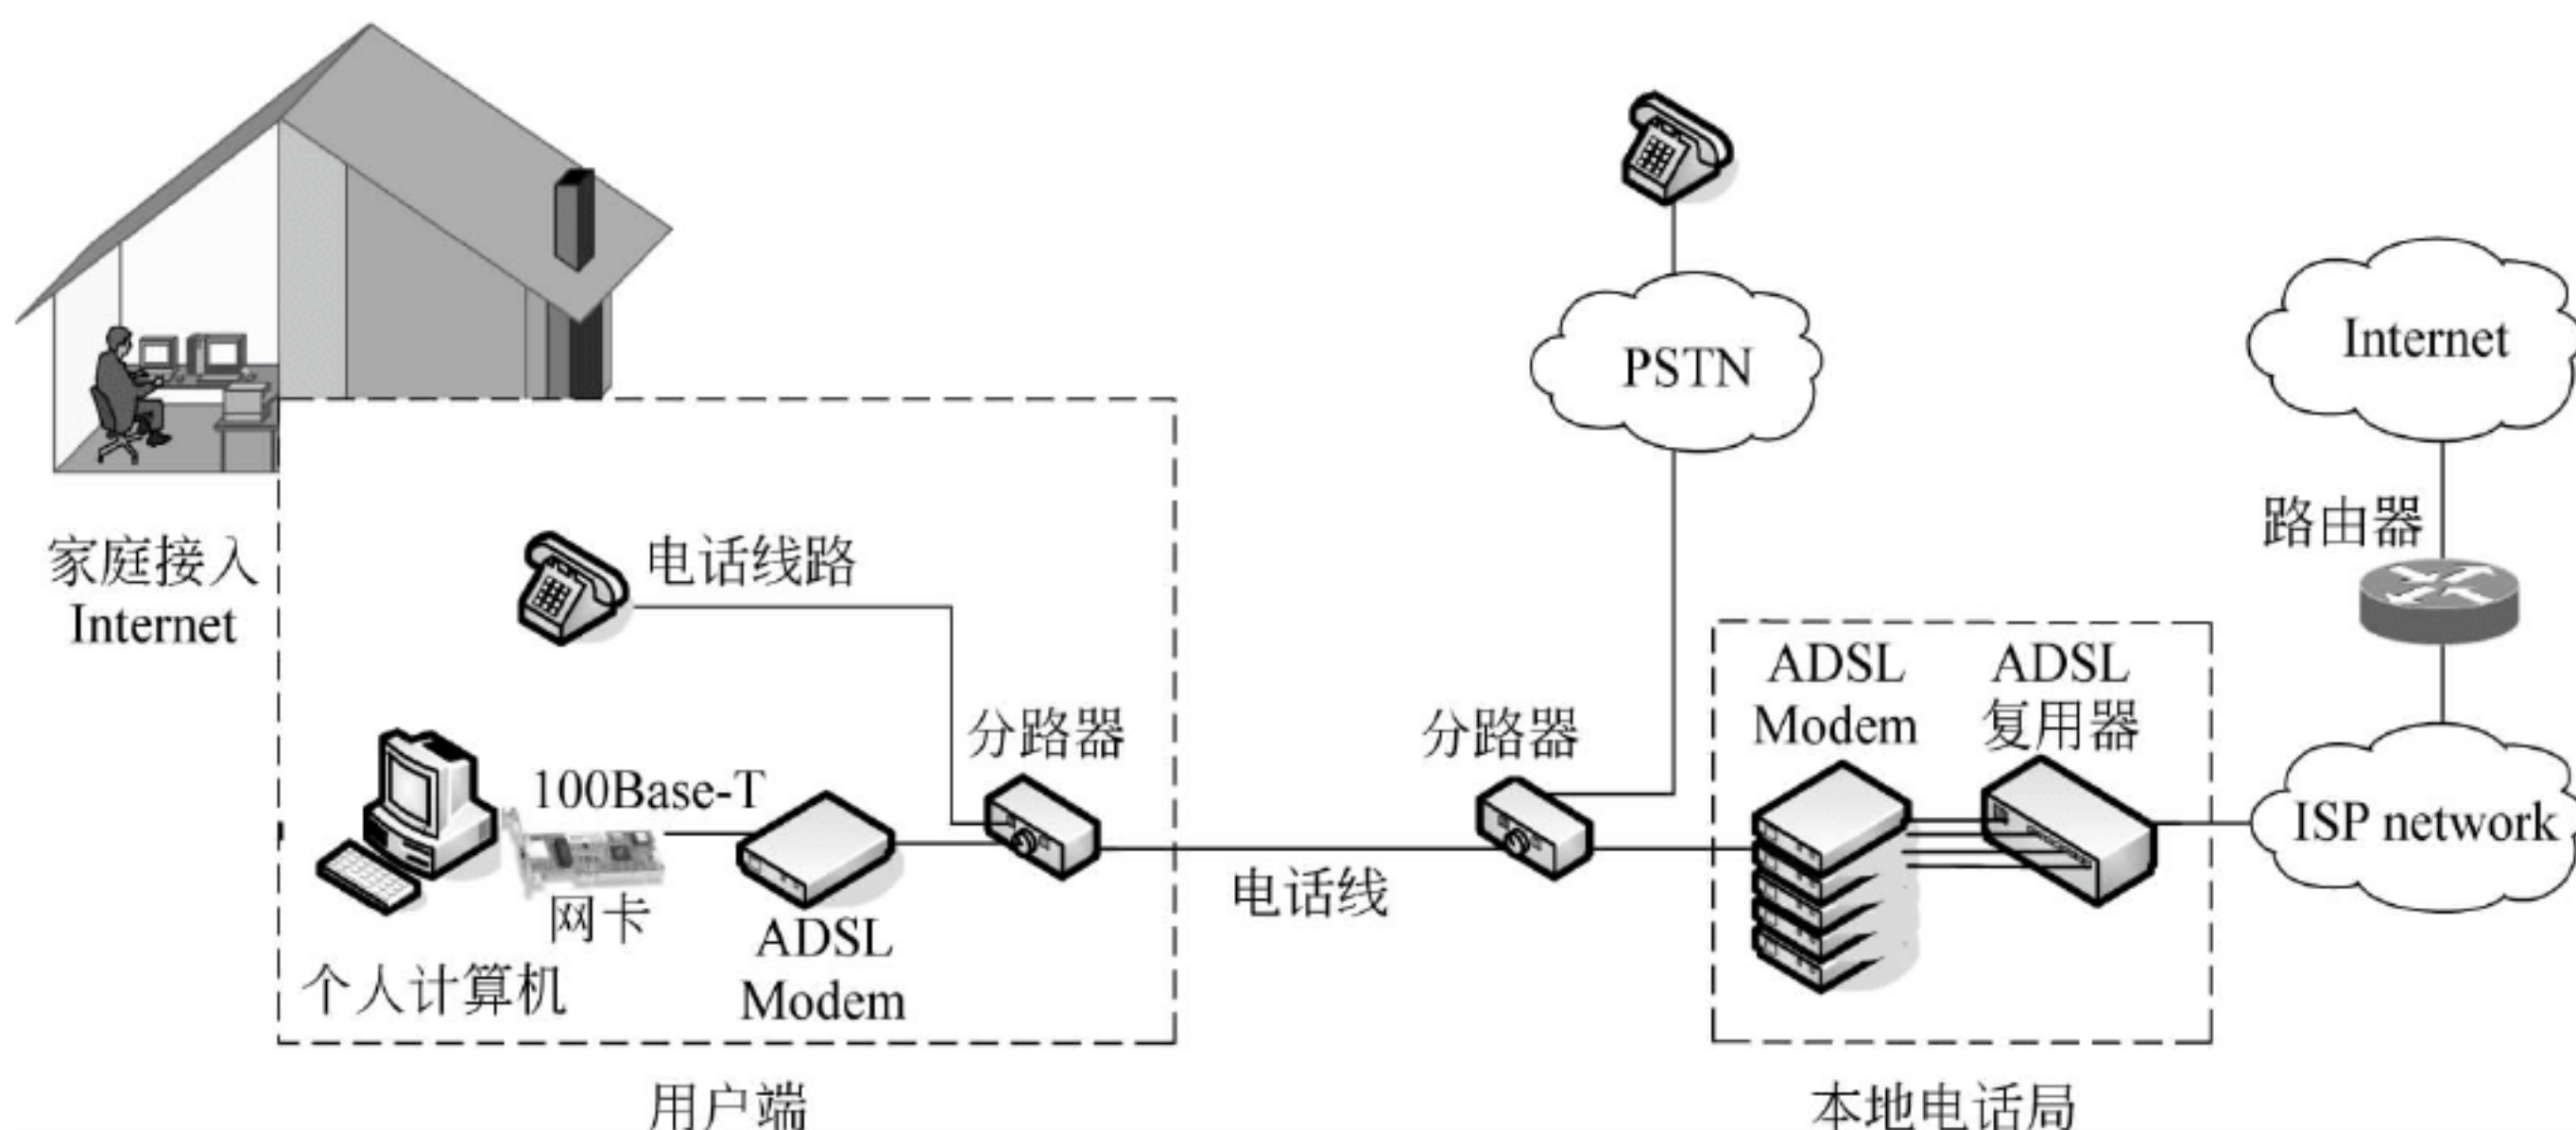 PSTN
Internet
路由器
家庭接入
Internet
电话线路
分路器
分路器
ADSL
Modem
ADSL
复用器
100Base-T
网卡
ADSL
Modem
个人计算机
电话线
ISP network
用户端
本地电话局